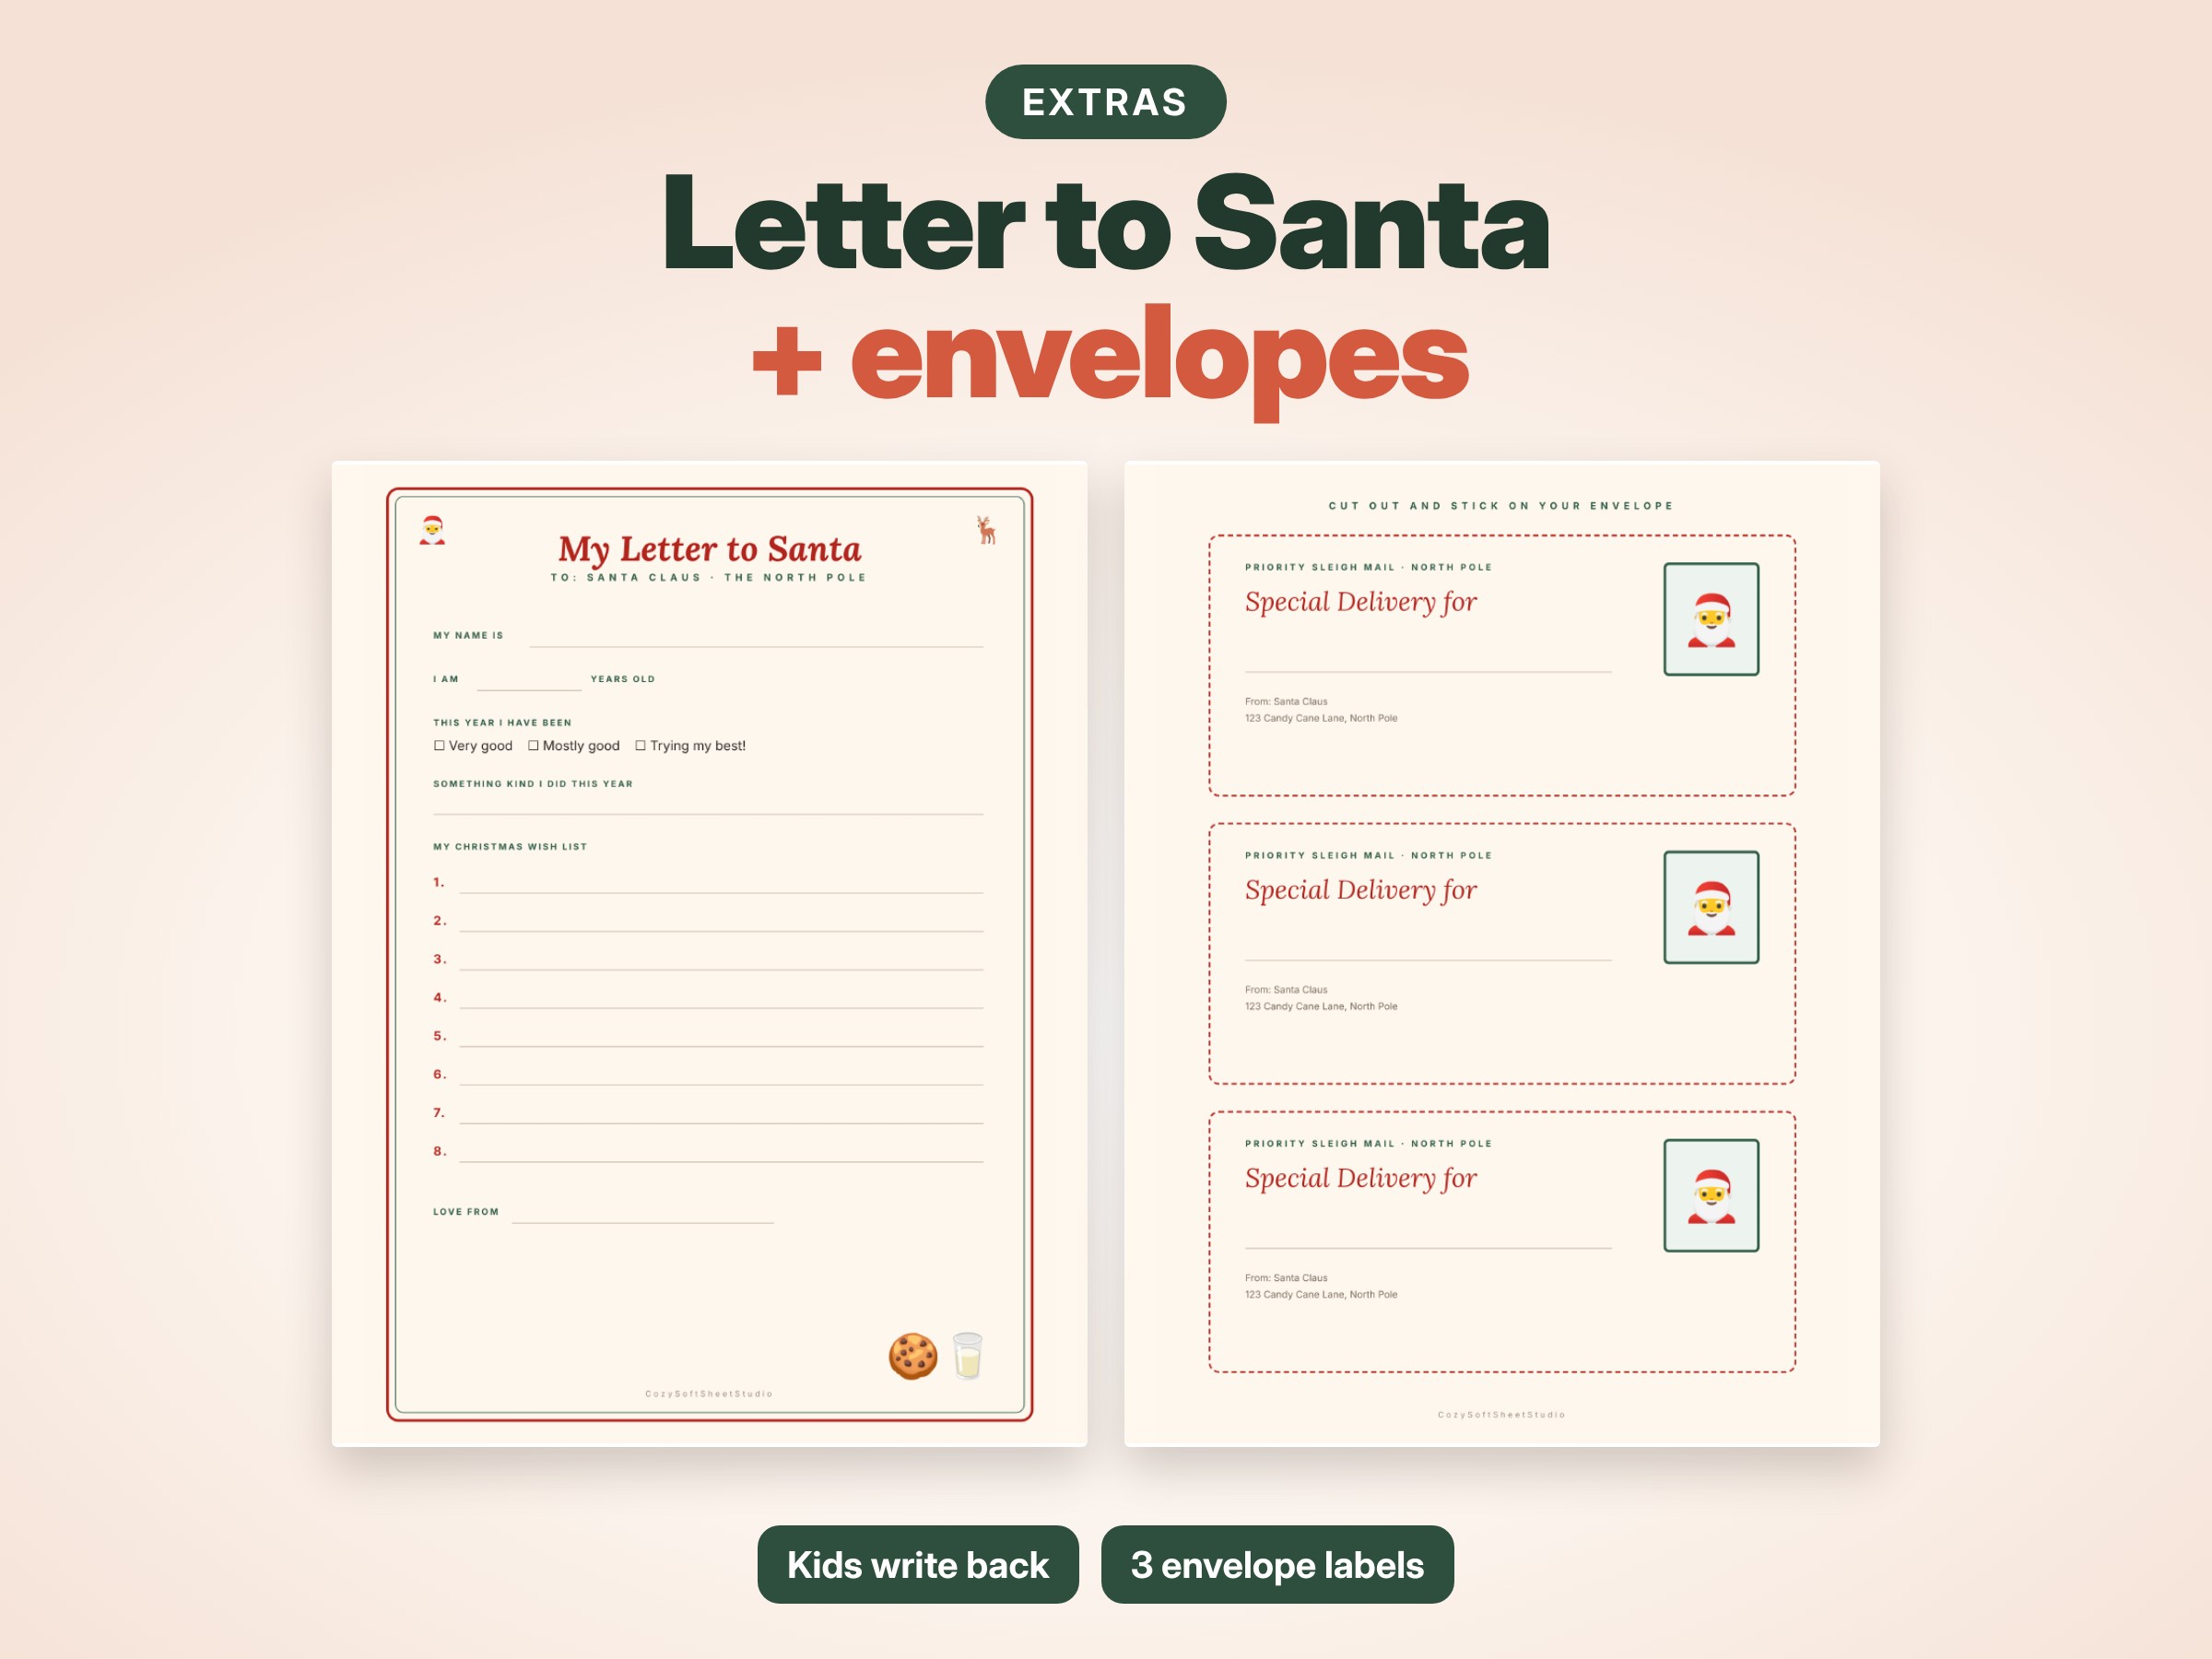 EXTRAS
Letter to Santa
+ envelopes
My Letter to Santa
TO: SANTA CLAUS · THE NORTH POLE
MY NAME IS
I AM YEARS OLD
THIS YEAR I HAVE BEEN
☐ Very good ☐ Mostly good ☐ Trying my best!
SOMETHING KIND I DID THIS YEAR
MY CHRISTMAS WISH LIST
1.
2.
3.
4.
5.
6.
7.
8.
LOVE FROM
CozySoftSheetStudio
CUT OUT AND STICK ON YOUR ENVELOPE
PRIORITY SLEIGH MAIL · NORTH POLE
Special Delivery for
From: Santa Claus
123 Candy Cane Lane, North Pole
PRIORITY SLEIGH MAIL · NORTH POLE
Special Delivery for
From: Santa Claus
123 Candy Cane Lane, North Pole
PRIORITY SLEIGH MAIL · NORTH POLE
Special Delivery for
From: Santa Claus
123 Candy Cane Lane, North Pole
CozySoftSheetStudio
Kids write back
3 envelope labels